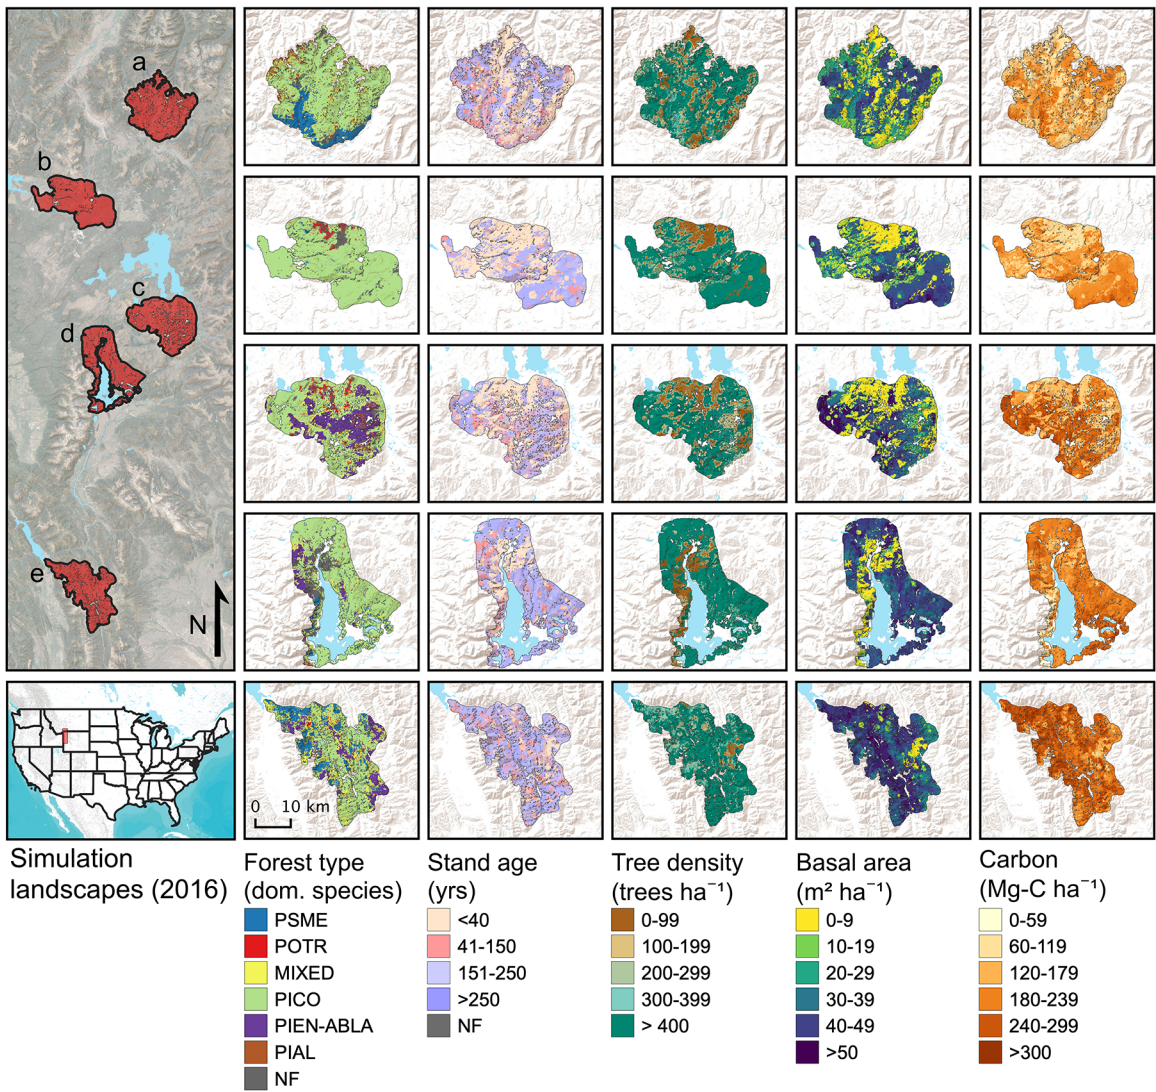 a
b
c
d
e
N
0 10 km
Simulation
landscapes (2016)
Forest type
(dom. species)
PSME
POTR
MIXED
PICO
PIEN-ABLA
PIAL
NF
Stand age
(yrs)
<40
41-150
151-250
>250
NF
Tree density
(trees ha⁻¹)
0-99
100-199
200-299
300-399
> 400
Basal area
(m² ha⁻¹)
0-9
10-19
20-29
30-39
40-49
>50
Carbon
(Mg-C ha⁻¹)
0-59
60-119
120-179
180-239
240-299
>300